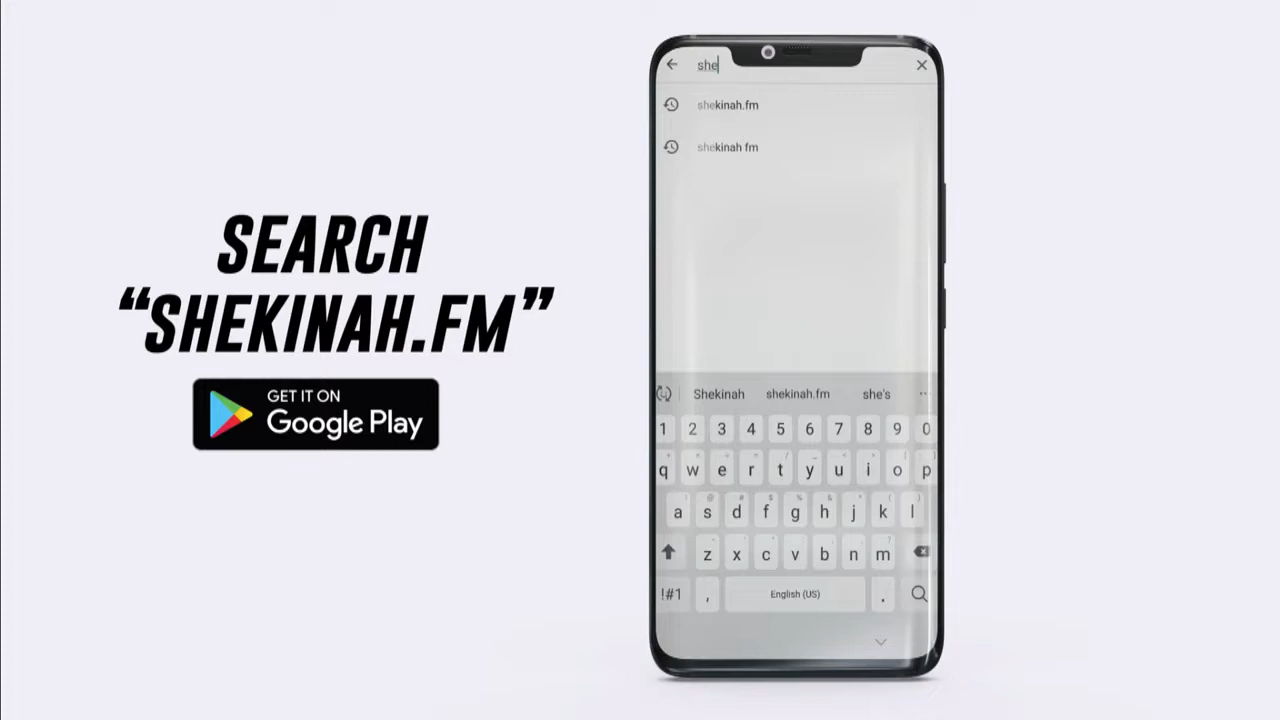 SEARCH
“SHEKINAH.FM”
GET IT ON
Google Play
she
shekinah.fm
shekinah fm
Shekinah shekinah.fm she's ...
1 2 3 4 5 6 7 8 9 0
q w e r t y u i o p
a s d f g h j k l
z x c v b n m
!#1 , English (US) .